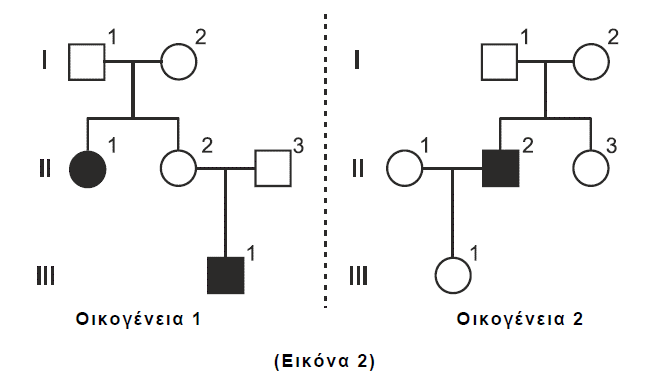 I 1 2 I 1 2
II 1 2 3 II 1 2 3
III 1 III 1
Οικογένεια 1 Οικογένεια 2
(Εικόνα 2)